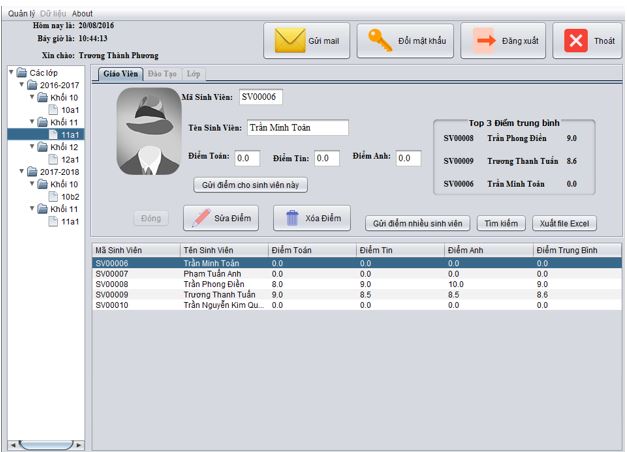 Quản lý Dữ liệu About
Hôm nay là: 20/08/2016
Bây giờ là: 10:44:13
Xin chào: Trương Thành Phương
Gửi mail
Đổi mật khẩu
Đăng xuất
Thoát
Các lớp
2016-2017
Khối 10
10a1
Khối 11
11a1
Khối 12
12a1
2017-2018
Khối 10
10b2
Khối 11
11a1
Giáo Viên Đào Tạo Lớp
Mã Sinh Viên: SV00006
Tên Sinh Viên: Trần Minh Toàn
Điểm Toán: 0.0 Điểm Tin: 0.0 Điểm Anh: 0.0
Gửi điểm cho sinh viên này
Top 3 Điểm trung bình
SV00008 Trần Phong Điền 9.0
SV00009 Trương Thanh Tuấn 8.6
SV00006 Trần Minh Toàn 0.0
Đóng Sửa Điểm Xóa Điểm Gửi điểm nhiều sinh viên Tìm kiếm Xuất file Excel
Mã Sinh Viên Tên Sinh Viên Điểm Toán Điểm Tin Điểm Anh Điểm Trung Bình
SV00006 Trần Minh Toàn 0.0 0.0 0.0 0.0
SV00007 Phạm Tuấn Anh 0.0 0.0 0.0 0.0
SV00008 Trần Phong Điền 8.0 9.0 10.0 9.0
SV00009 Trương Thanh Tuấn 9.0 8.5 8.5 8.6
SV00010 Trần Nguyễn Kim Qu... 0.0 0.0 0.0 0.0